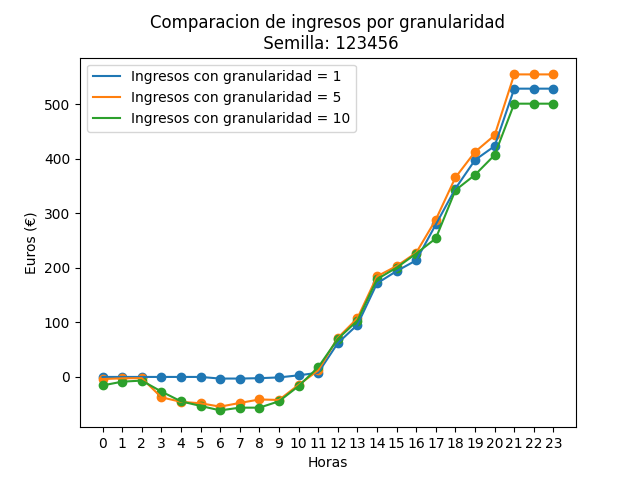 Comparacion de ingresos por granularidad
Semilla: 123456
Ingresos con granularidad = 1
Ingresos con granularidad = 5
Ingresos con granularidad = 10
Euros (€)
500
400
300
200
100
0
0 1 2 3 4 5 6 7 8 9 10 11 12 13 14 15 16 17 18 19 20 21 22 23
Horas